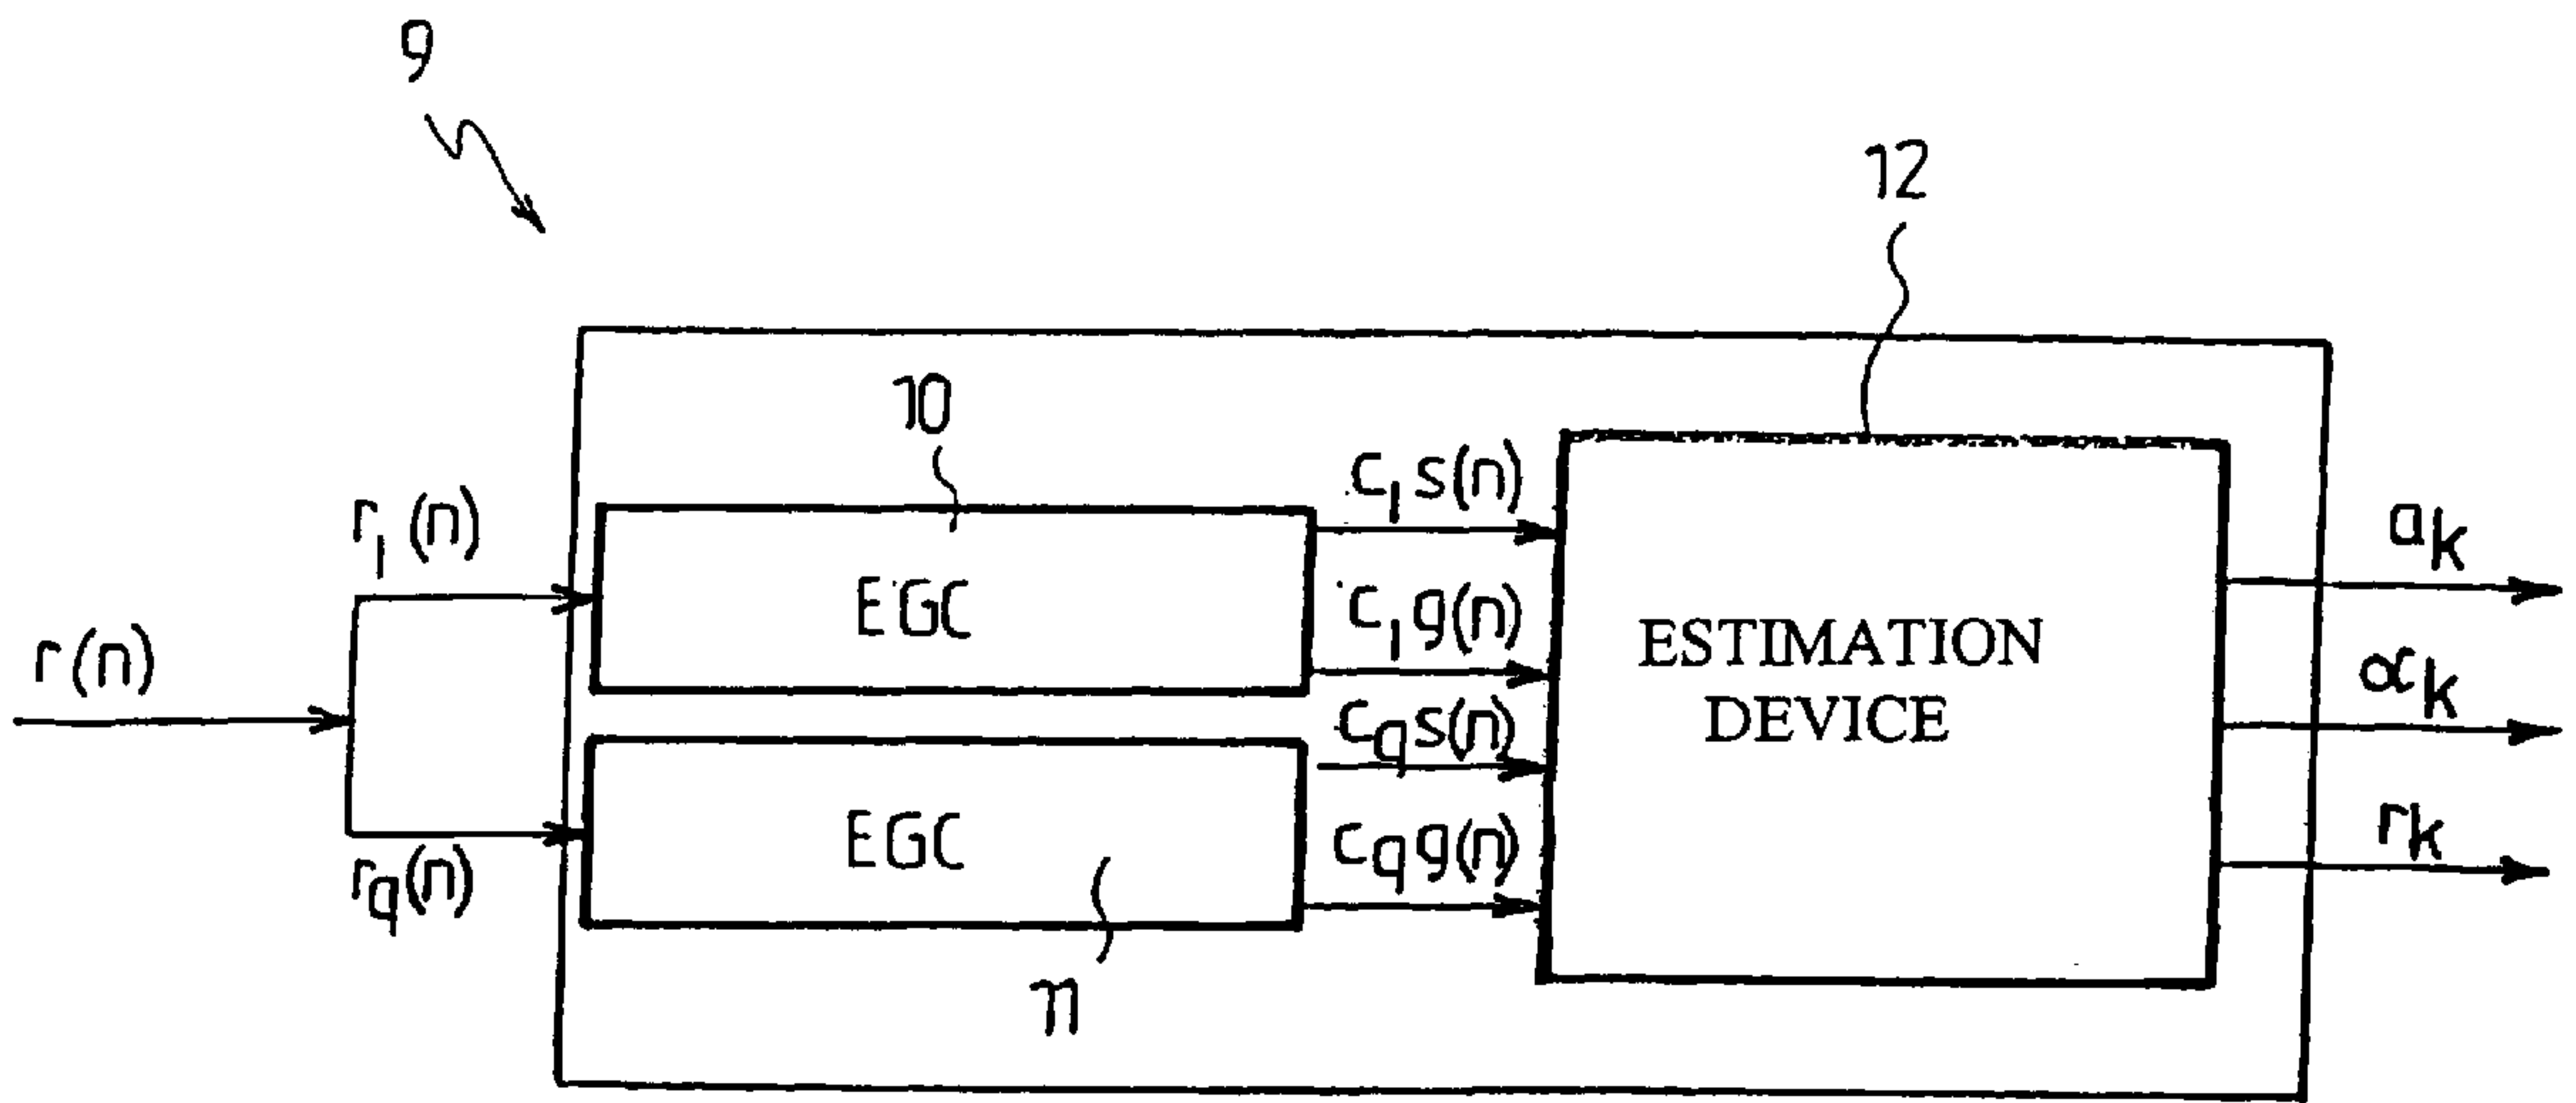 9
12
10
r_i(n)
EGC
c_i s(n)
c_i g(n)
r(n)
ESTIMATION
DEVICE
a_k
α_k
r_k
c_q s(n)
c_q g(n)
EGC
r_q(n)
11